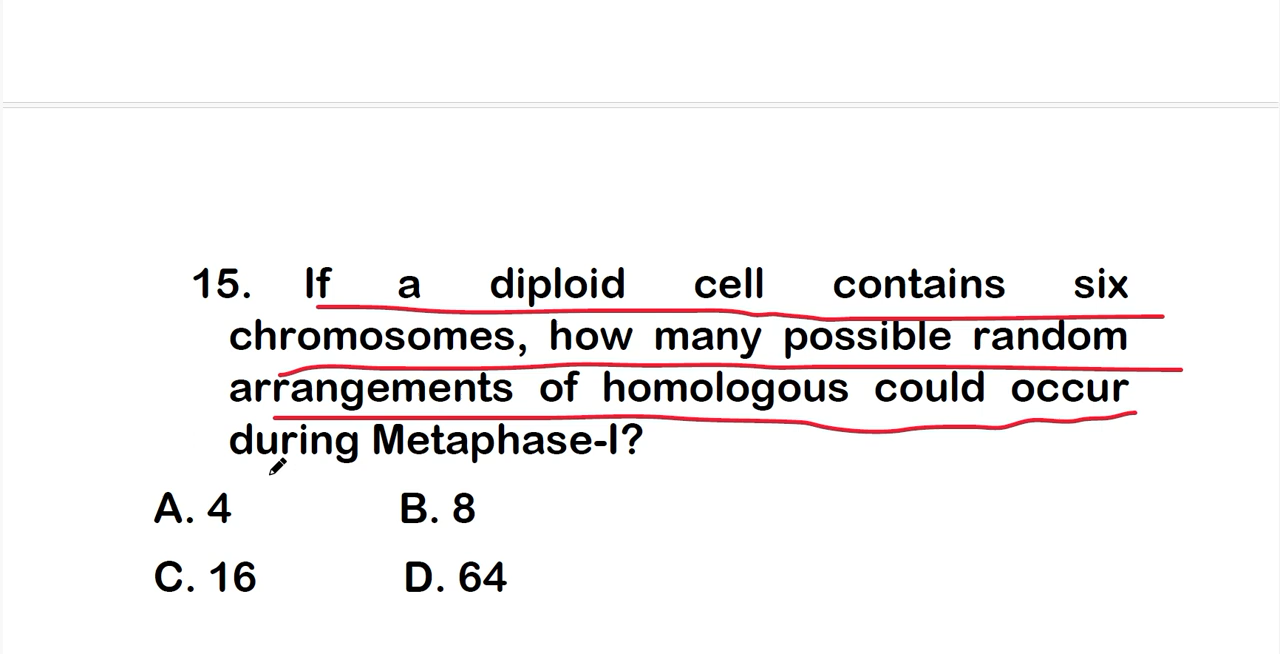 15. If a diploid cell contains six
chromosomes, how many possible random
arrangements of homologous could occur
during Metaphase-I?
A. 4 B. 8
C. 16 D. 64